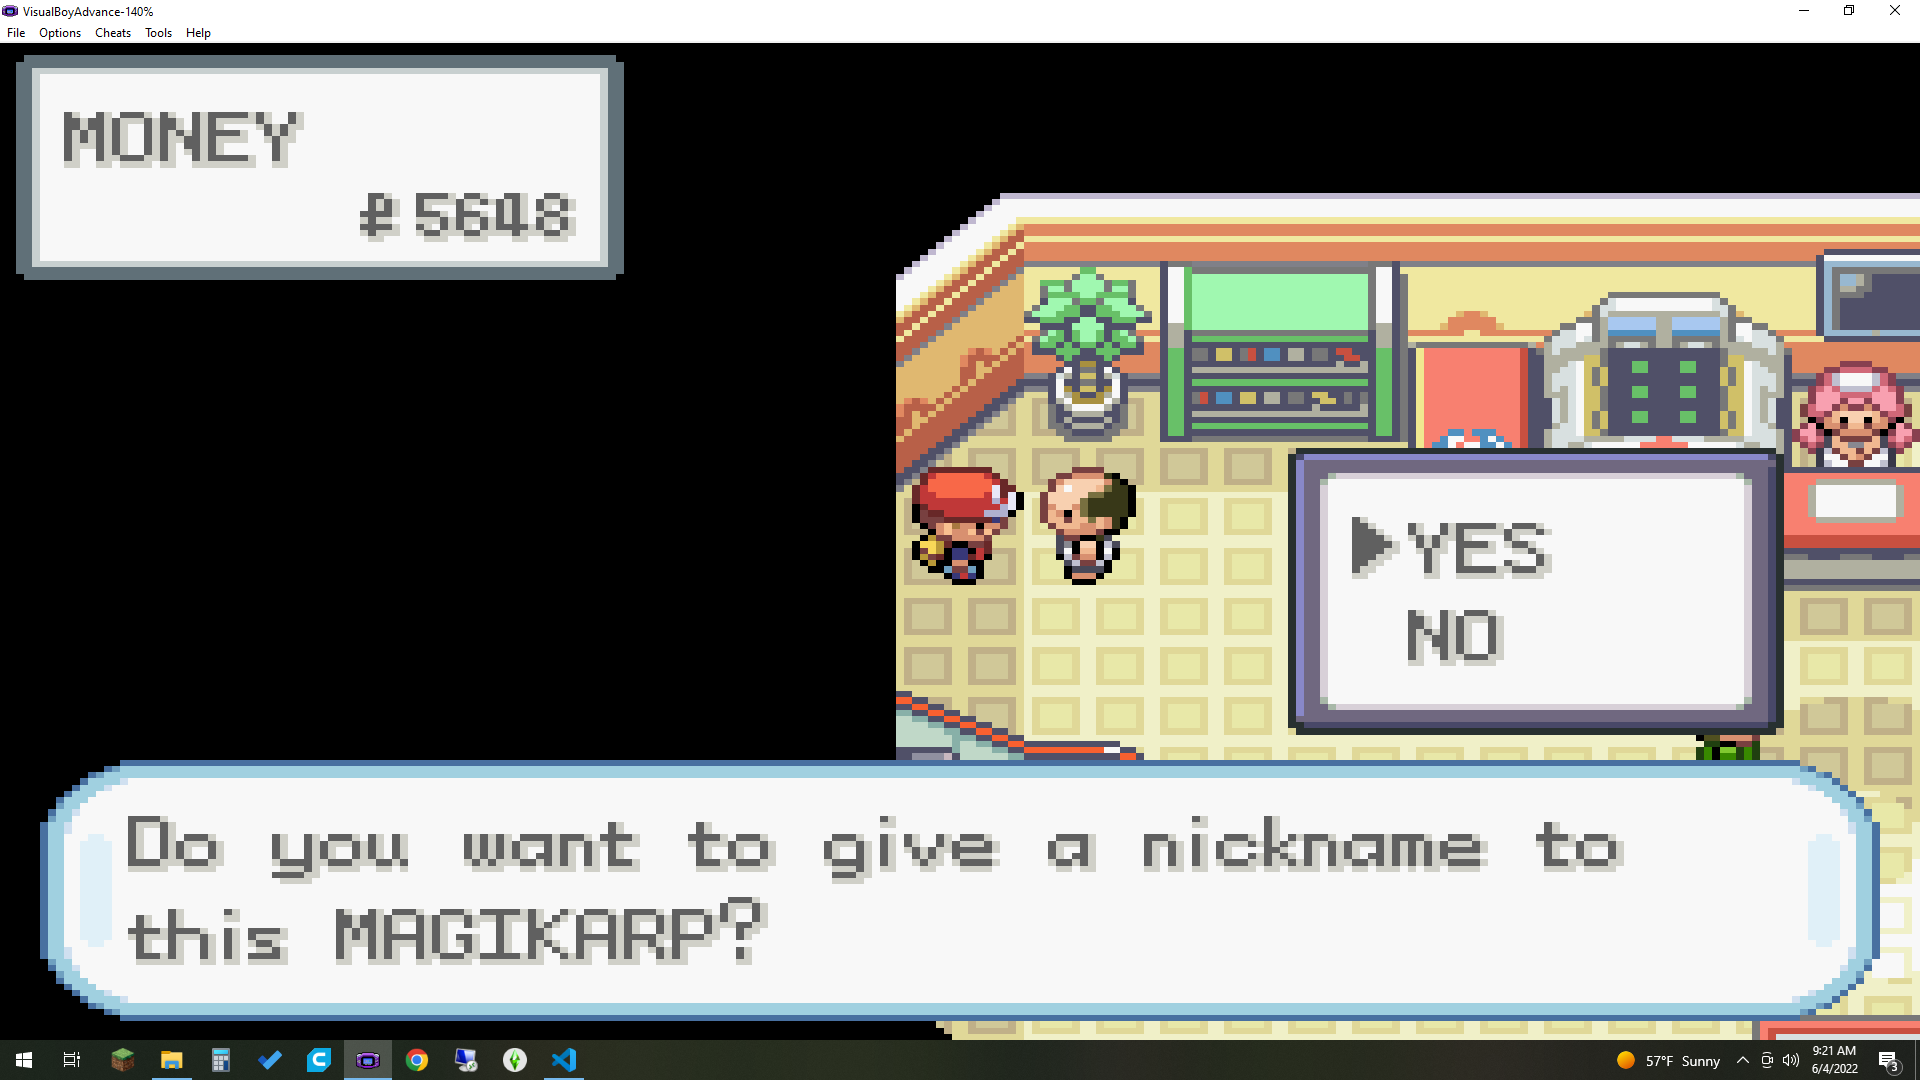 VisualBoyAdvance-140%
File Options Cheats Tools Help
MONEY
₽5648
YES
NO
Do you want to give a nickname to
this MAGIKARP?
57°F Sunny
9:21 AM
6/4/2022
3